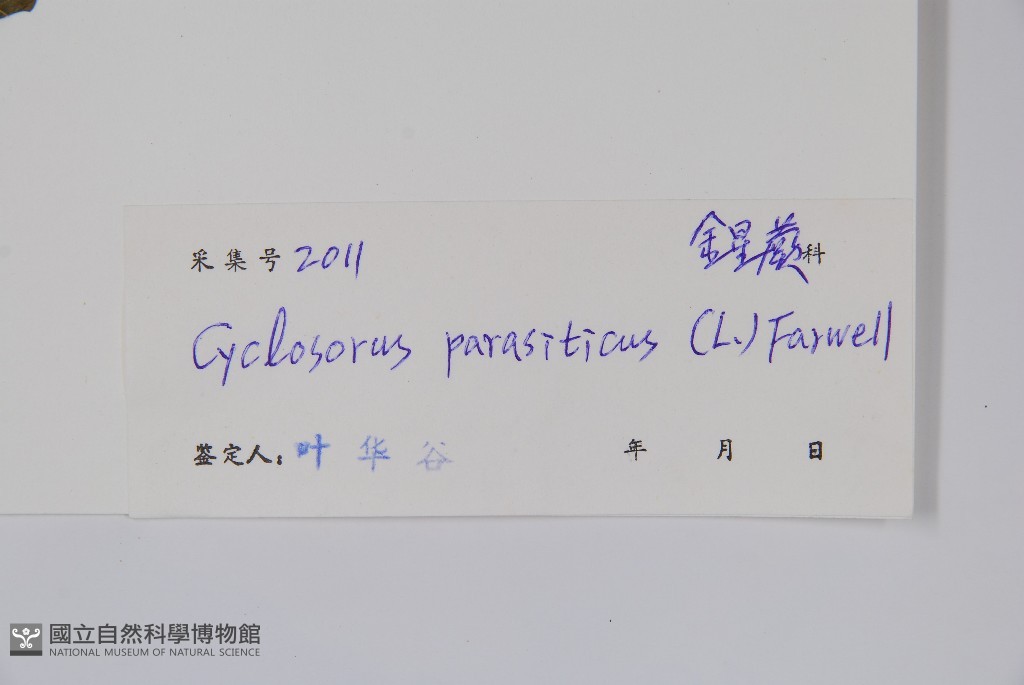 采集号 2011 金星蕨科
Cyclosorus parasiticus (L.) Farwell
鉴定人：叶华谷 年 月 日
國立自然科學博物館
NATIONAL MUSEUM OF NATURAL SCIENCE